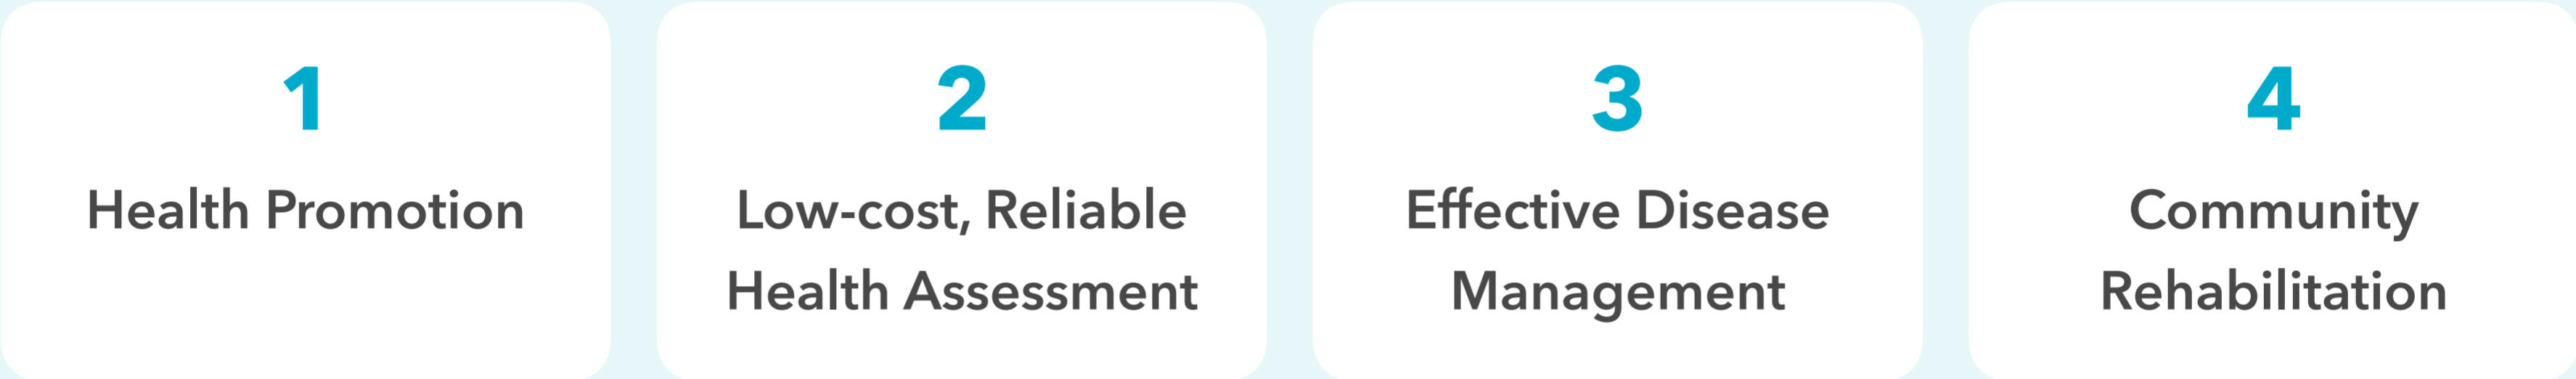 1
Health Promotion
2
Low-cost, Reliable
Health Assessment
3
Effective Disease
Management
4
Community
Rehabilitation